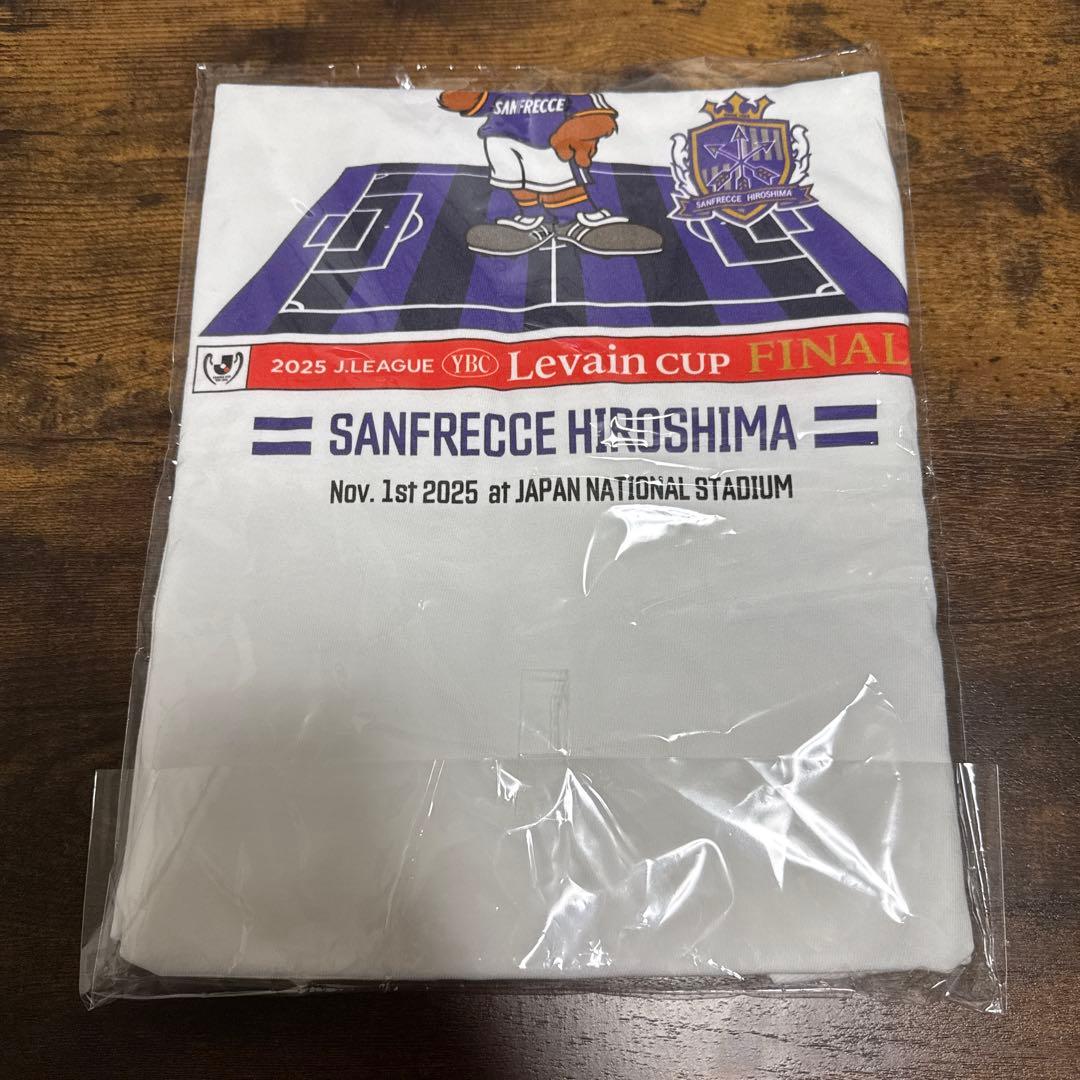 SANFRECCE
SANFRECCE HIROSHIMA
2025 J.LEAGUE YBC Levain CUP FINAL
SANFRECCE HIROSHIMA
Nov. 1st 2025 at JAPAN NATIONAL STADIUM